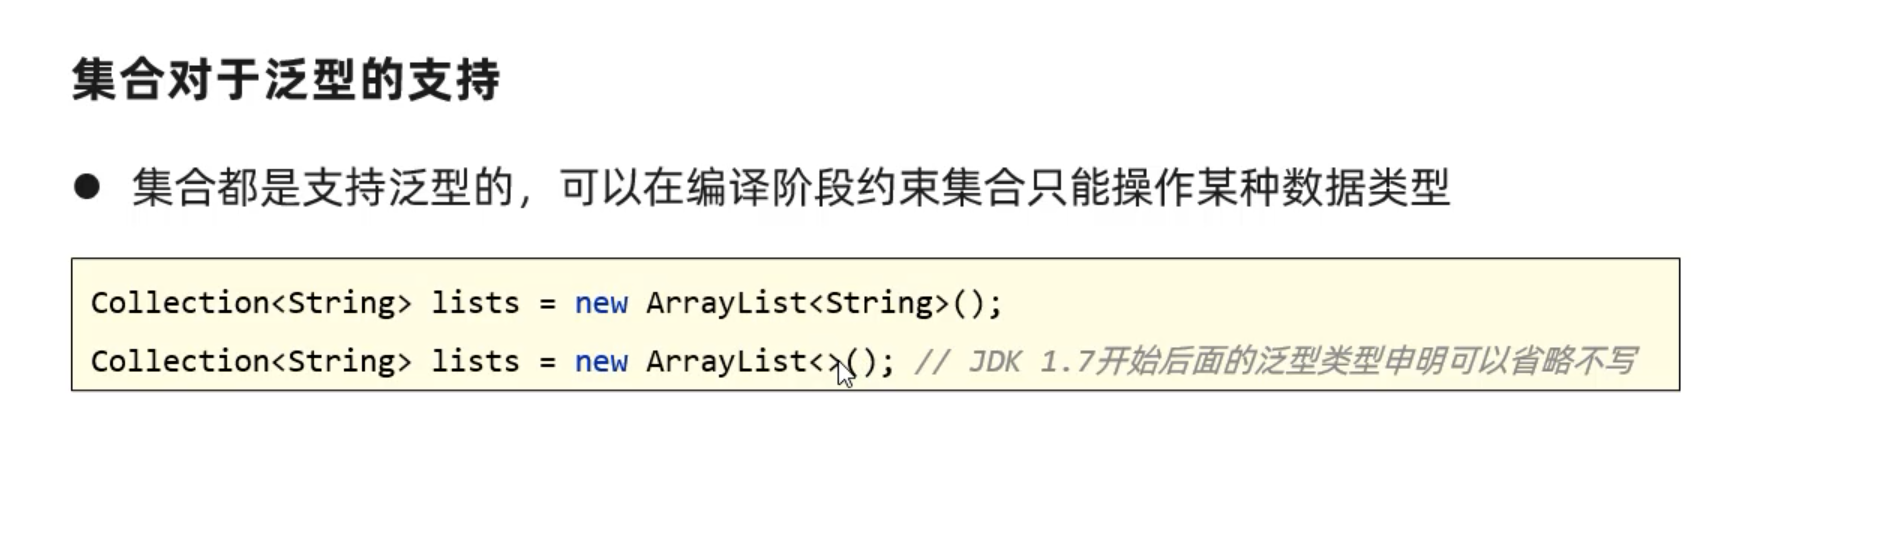 集合对于泛型的支持
● 集合都是支持泛型的，可以在编译阶段约束集合只能操作某种数据类型
Collection<String> lists = new ArrayList<String>();
Collection<String> lists = new ArrayList<>(); // JDK 1.7开始后面的泛型类型申明可以省略不写